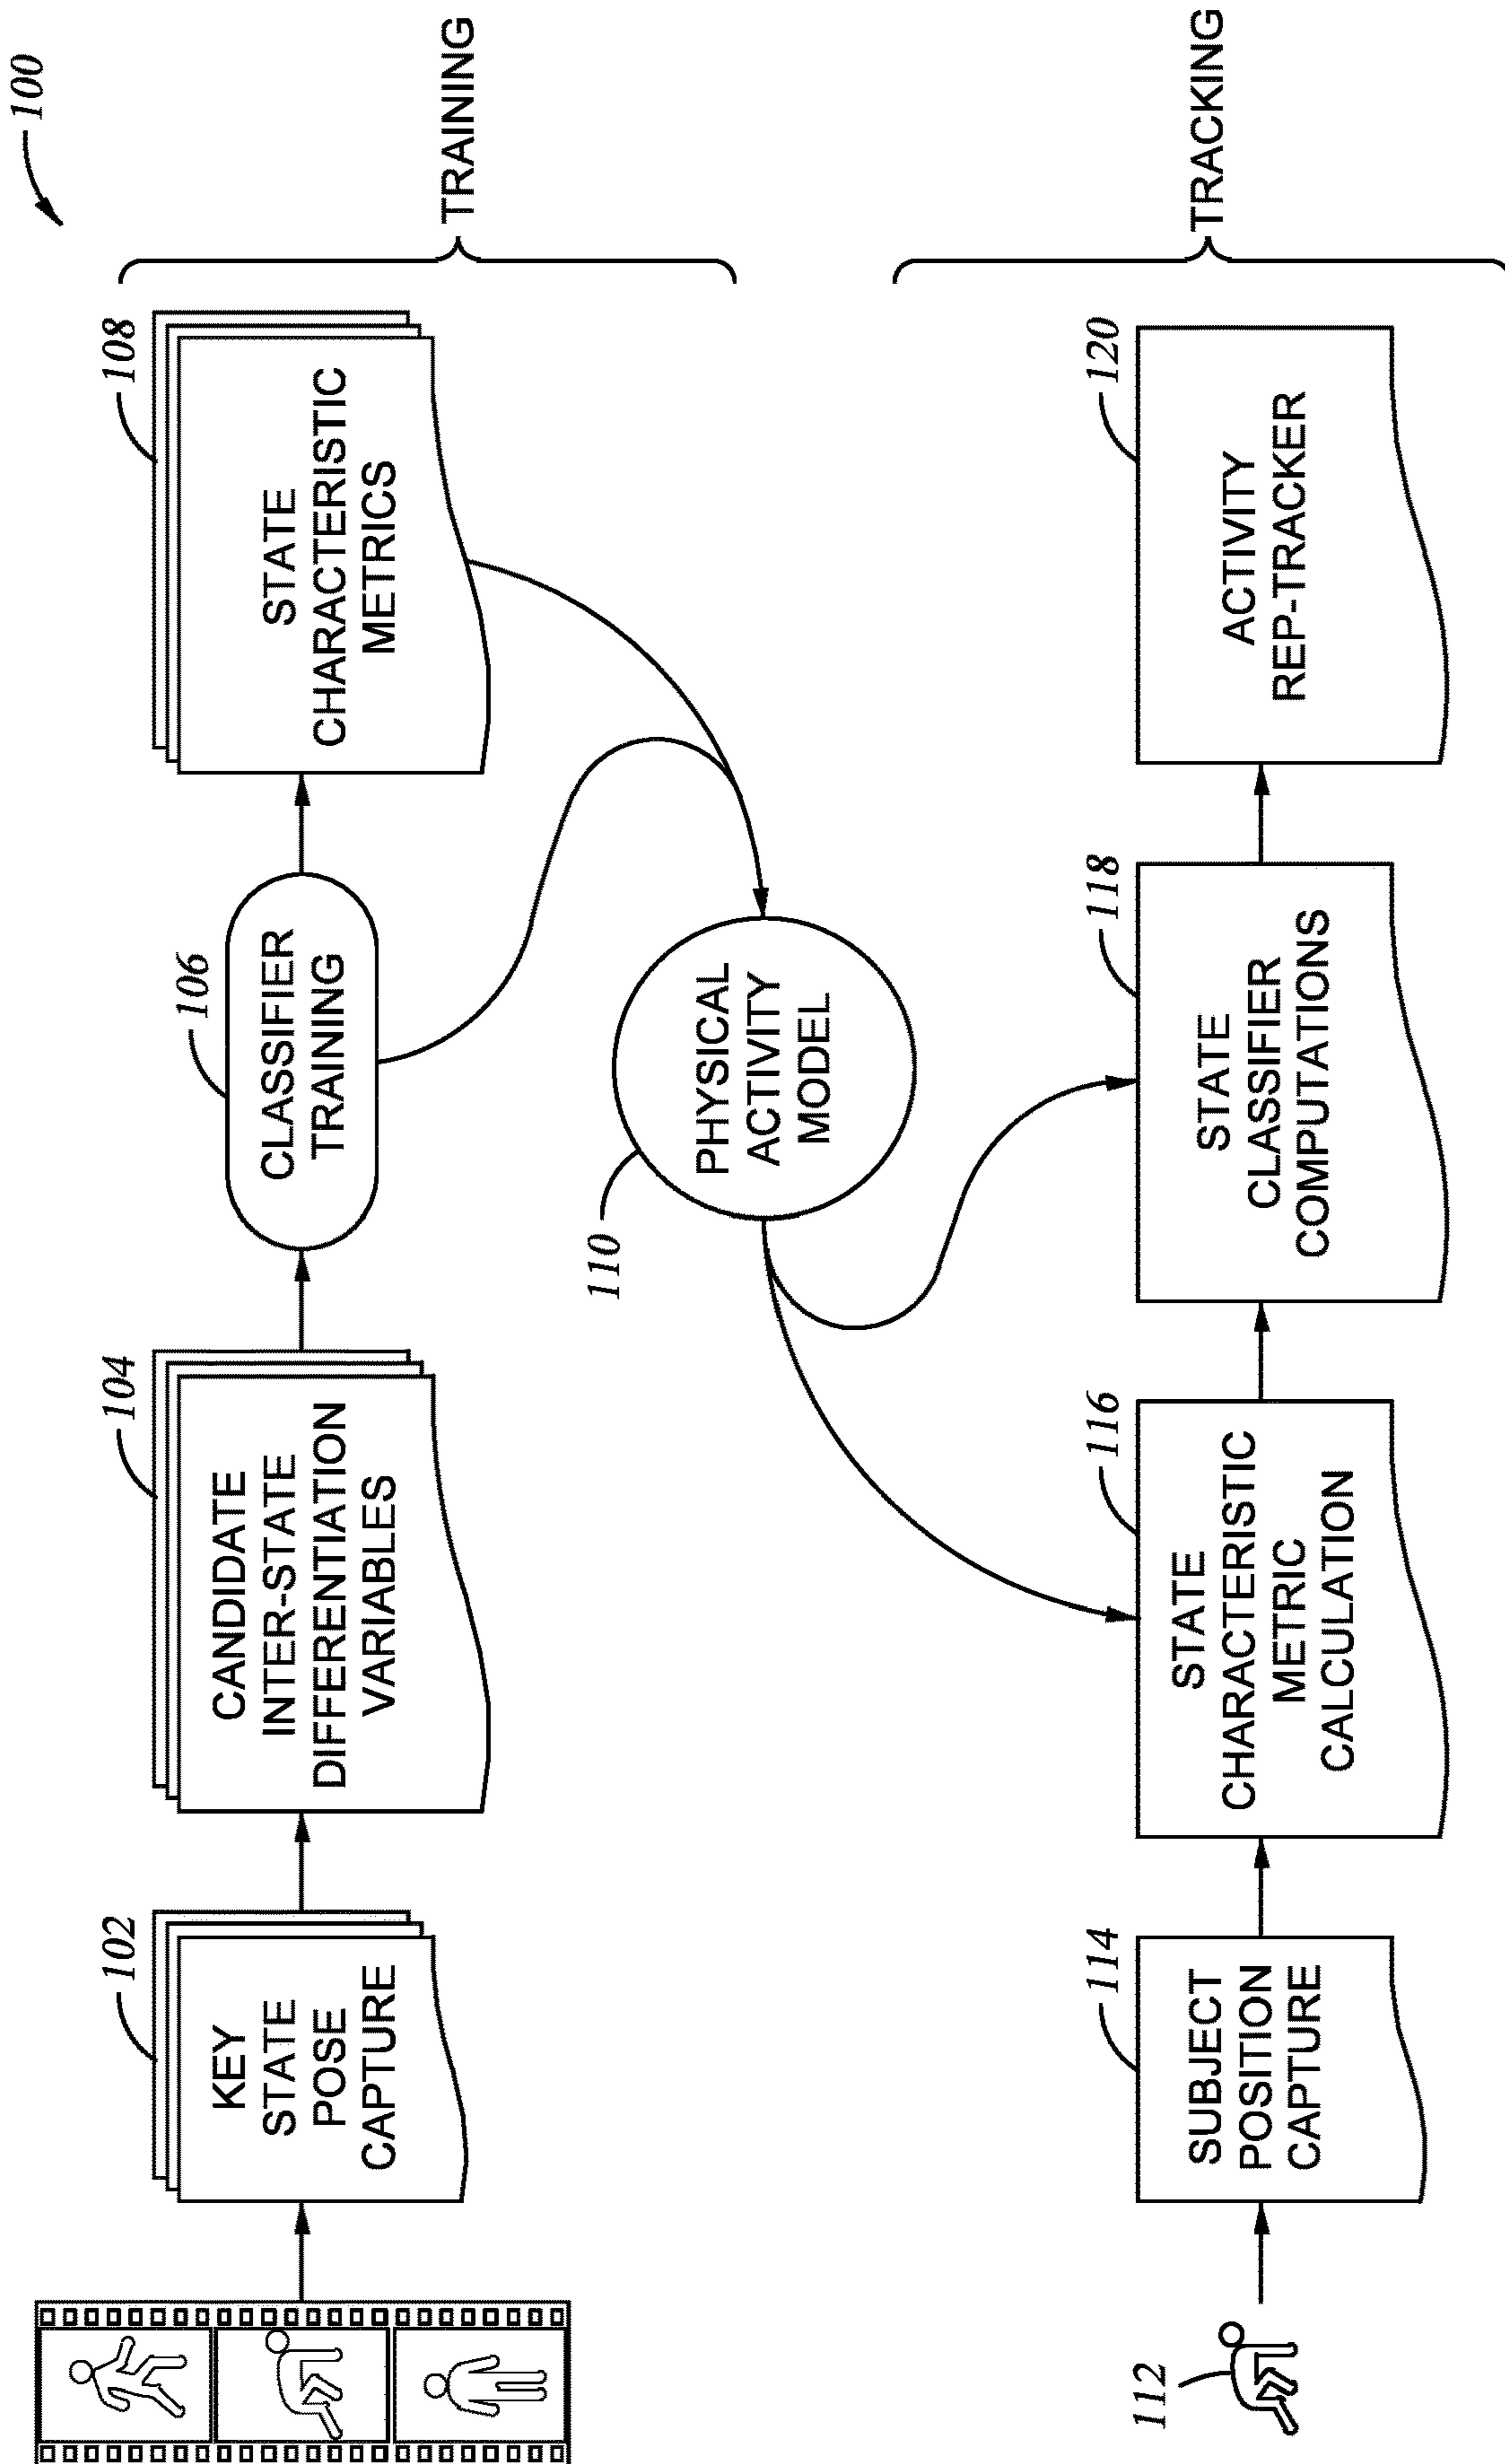 100
102
KEY
STATE
POSE
CAPTURE
104
CANDIDATE
INTER-STATE
DIFFERENTIATION
VARIABLES
106
CLASSIFIER
TRAINING
108
STATE
CHARACTERISTIC
METRICS
TRAINING
110
PHYSICAL
ACTIVITY
MODEL
112
114
SUBJECT
POSITION
CAPTURE
116
STATE
CHARACTERISTIC
METRIC
CALCULATION
118
STATE
CLASSIFIER
COMPUTATIONS
120
ACTIVITY
REP-TRACKER
TRACKING